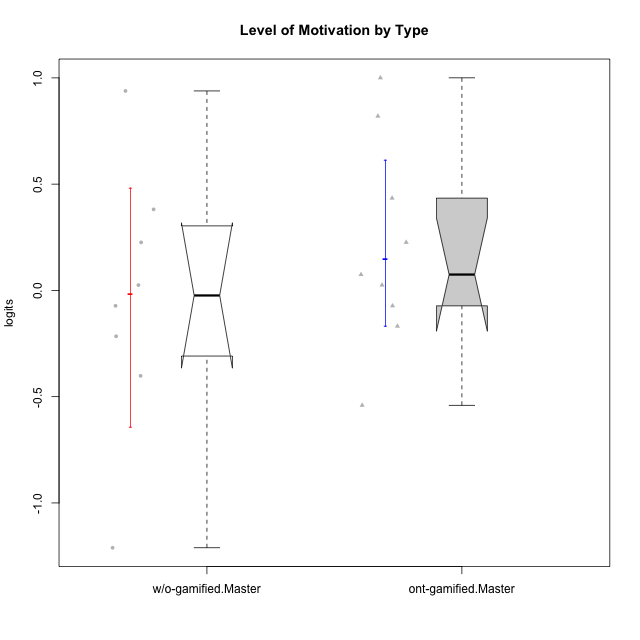 Level of Motivation by Type
logits
1.0
0.5
0.0
-0.5
-1.0
w/o-gamified.Master
ont-gamified.Master